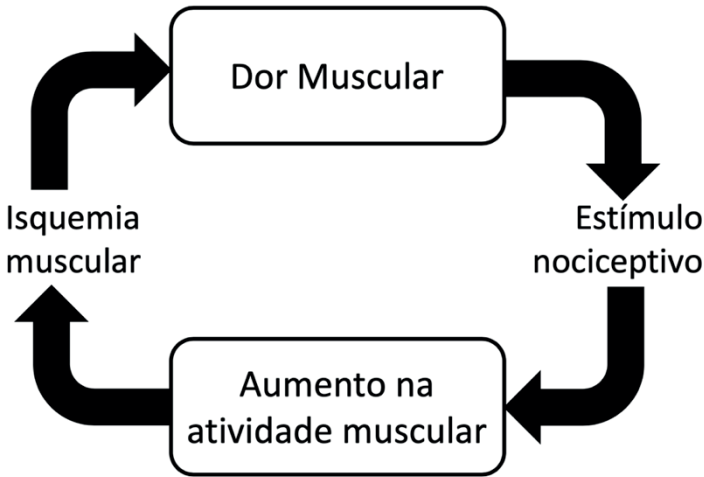 Dor Muscular
Estímulo
nociceptivo
Aumento na
atividade muscular
Isquemia
muscular